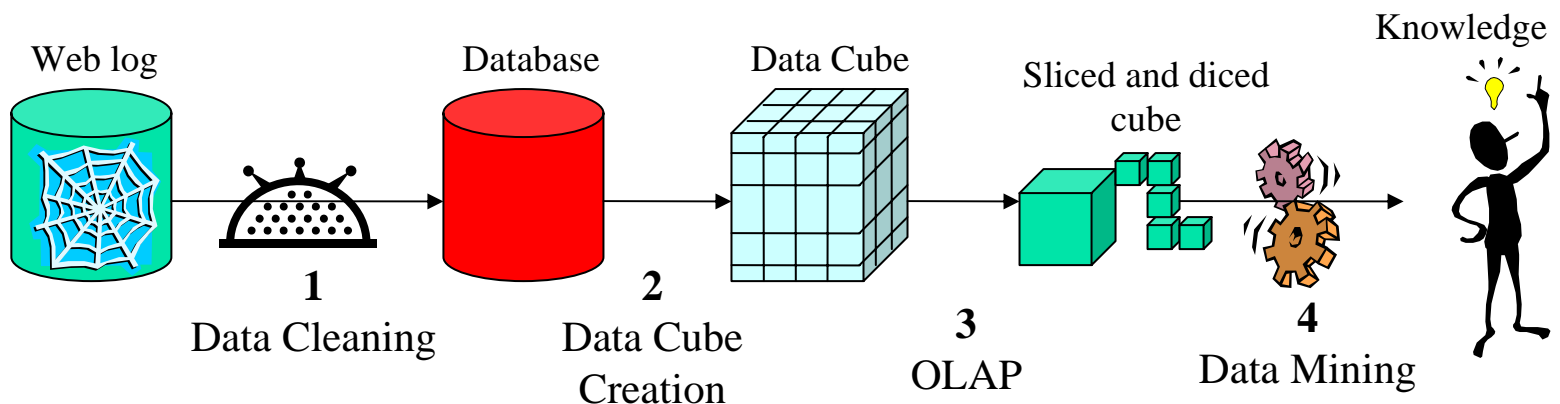 Web log
Database
Data Cube
Sliced and diced
cube
Knowledge
1
Data Cleaning
2
Data Cube
Creation
3
OLAP
4
Data Mining